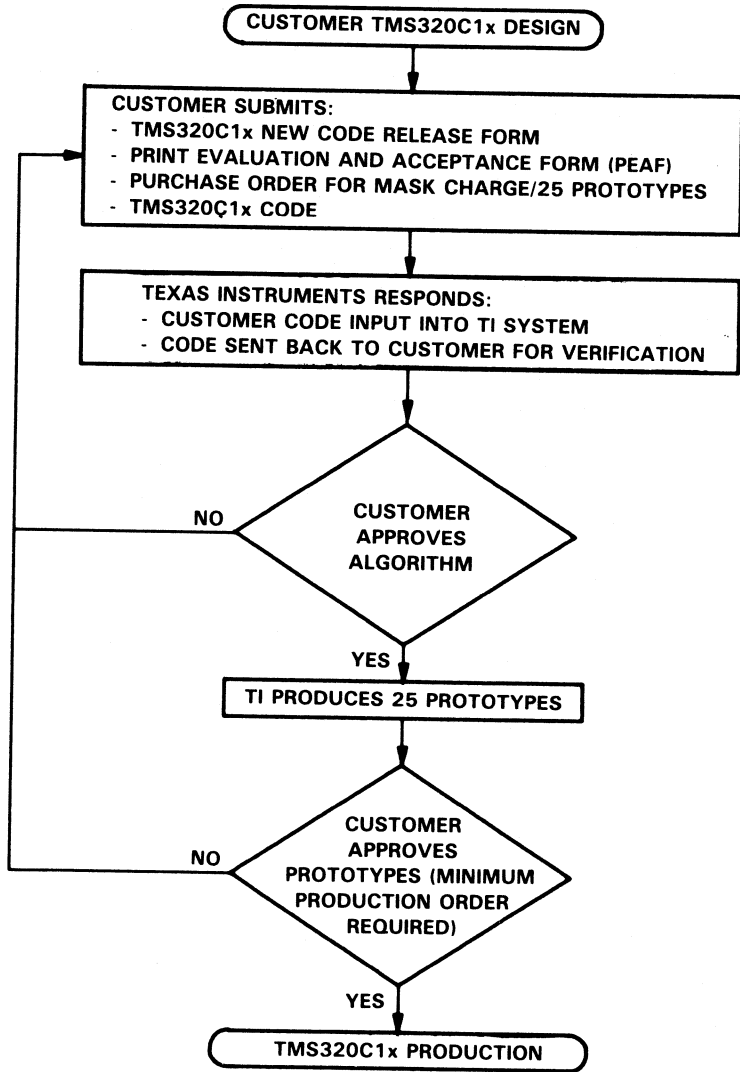 CUSTOMER TMS320C1x DESIGN
CUSTOMER SUBMITS:
- TMS320C1x NEW CODE RELEASE FORM
- PRINT EVALUATION AND ACCEPTANCE FORM (PEAF)
- PURCHASE ORDER FOR MASK CHARGE/25 PROTOTYPES
- TMS320C1x CODE
TEXAS INSTRUMENTS RESPONDS:
- CUSTOMER CODE INPUT INTO TI SYSTEM
- CODE SENT BACK TO CUSTOMER FOR VERIFICATION
NO
CUSTOMER
APPROVES
ALGORITHM
YES
TI PRODUCES 25 PROTOTYPES
NO
CUSTOMER
APPROVES
PROTOTYPES (MINIMUM
PRODUCTION ORDER
REQUIRED)
YES
TMS320C1x PRODUCTION